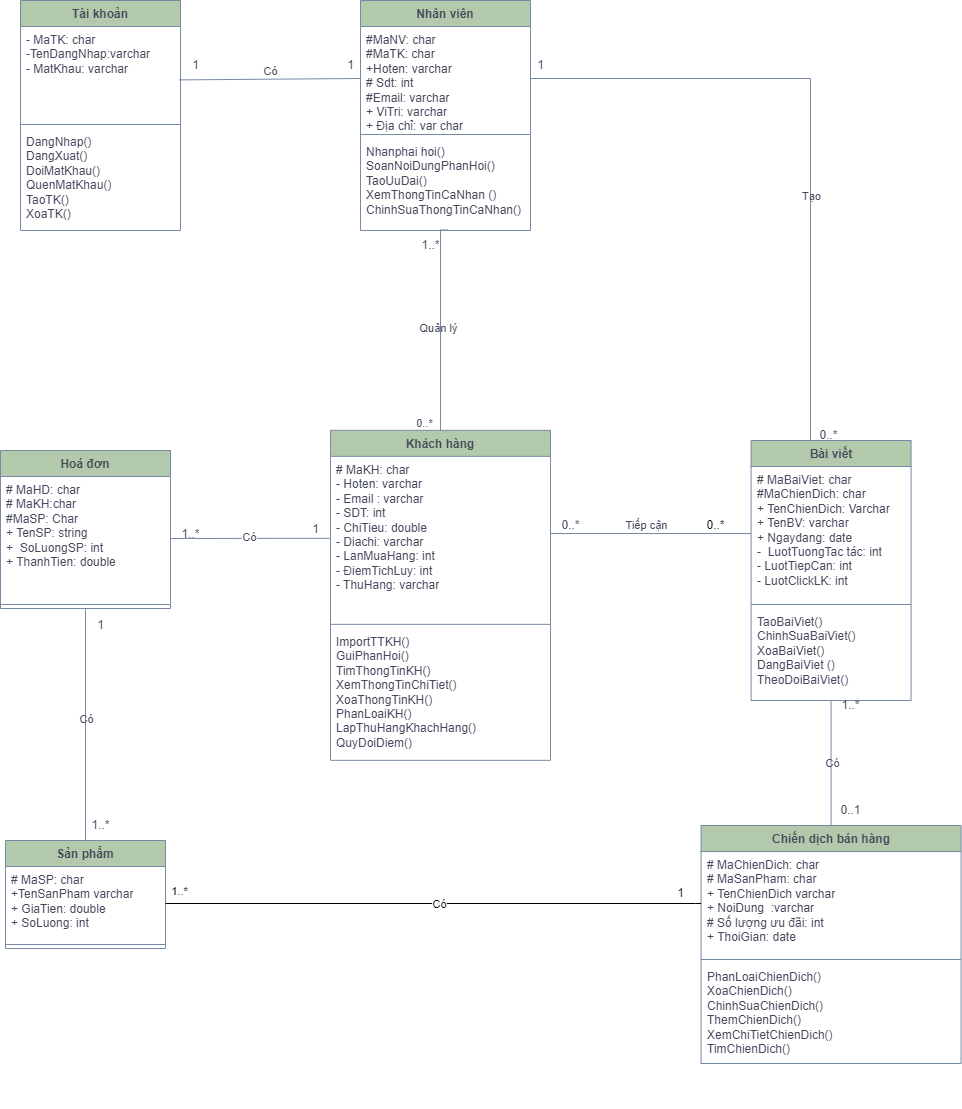 Tài khoản
- MaTK: char
-TenDangNhap:varchar
- MatKhau: varchar
DangNhap()
DangXuat()
DoiMatKhau()
QuenMatKhau()
TaoTK()
XoaTK()
1
Có
1
Nhân viên
#MaNV: char
#MaTK: char
+Hoten: varchar
# Sdt: int
#Email: varchar
+ ViTri: varchar
+ Địa chỉ: var char
Nhanphai hoi()
SoanNoiDungPhanHoi()
TaoUuDai()
XemThongTinCaNhan ()
ChinhSuaThongTinCaNhan()
1
Tạo
0..*
1..*
Quản lý
0..*
Hoá đơn
# MaHD: char
# MaKH:char
#MaSP: Char
+ TenSP: string
+  SoLuongSP: int
+ ThanhTien: double
1..*
Có
1
Khách hàng
# MaKH: char
- Hoten: varchar
- Email : varchar
- SDT: int
- ChiTieu: double
- Diachi: varchar
- LanMuaHang: int
- ĐiemTichLuy: int
- ThuHang: varchar
ImportTTKH()
GuiPhanHoi()
TimThongTinKH()
XemThongTinChiTiet()
XoaThongTinKH()
PhanLoaiKH()
LapThuHangKhachHang()
QuyDoiDiem()
0..*
Tiếp cận
0..*
Bài viết
# MaBaiViet: char
#MaChienDich: char
+ TenChienDich: Varchar
+ TenBV: varchar
+ Ngaydang: date
-  LuotTuongTac tác: int
- LuotTiepCan: int
- LuotClickLK: int
TaoBaiViet()
ChinhSuaBaiViet()
XoaBaiViet()
DangBaiViet ()
TheoDoiBaiViet()
1
Có
1..*
1..*
Có
0..1
Sản phẩm
# MaSP: char
+TenSanPham varchar
+ GiaTien: double
+ SoLuong: int
1..*
Có
1
Chiến dịch bán hàng
# MaChienDich: char
# MaSanPham: char
+ TenChienDich varchar
+ NoiDung  :varchar
# Số lượng ưu đãi: int
+ ThoiGian: date
PhanLoaiChienDich()
XoaChienDich()
ChinhSuaChienDich()
ThemChienDich()
XemChiTietChienDich()
TimChienDich()